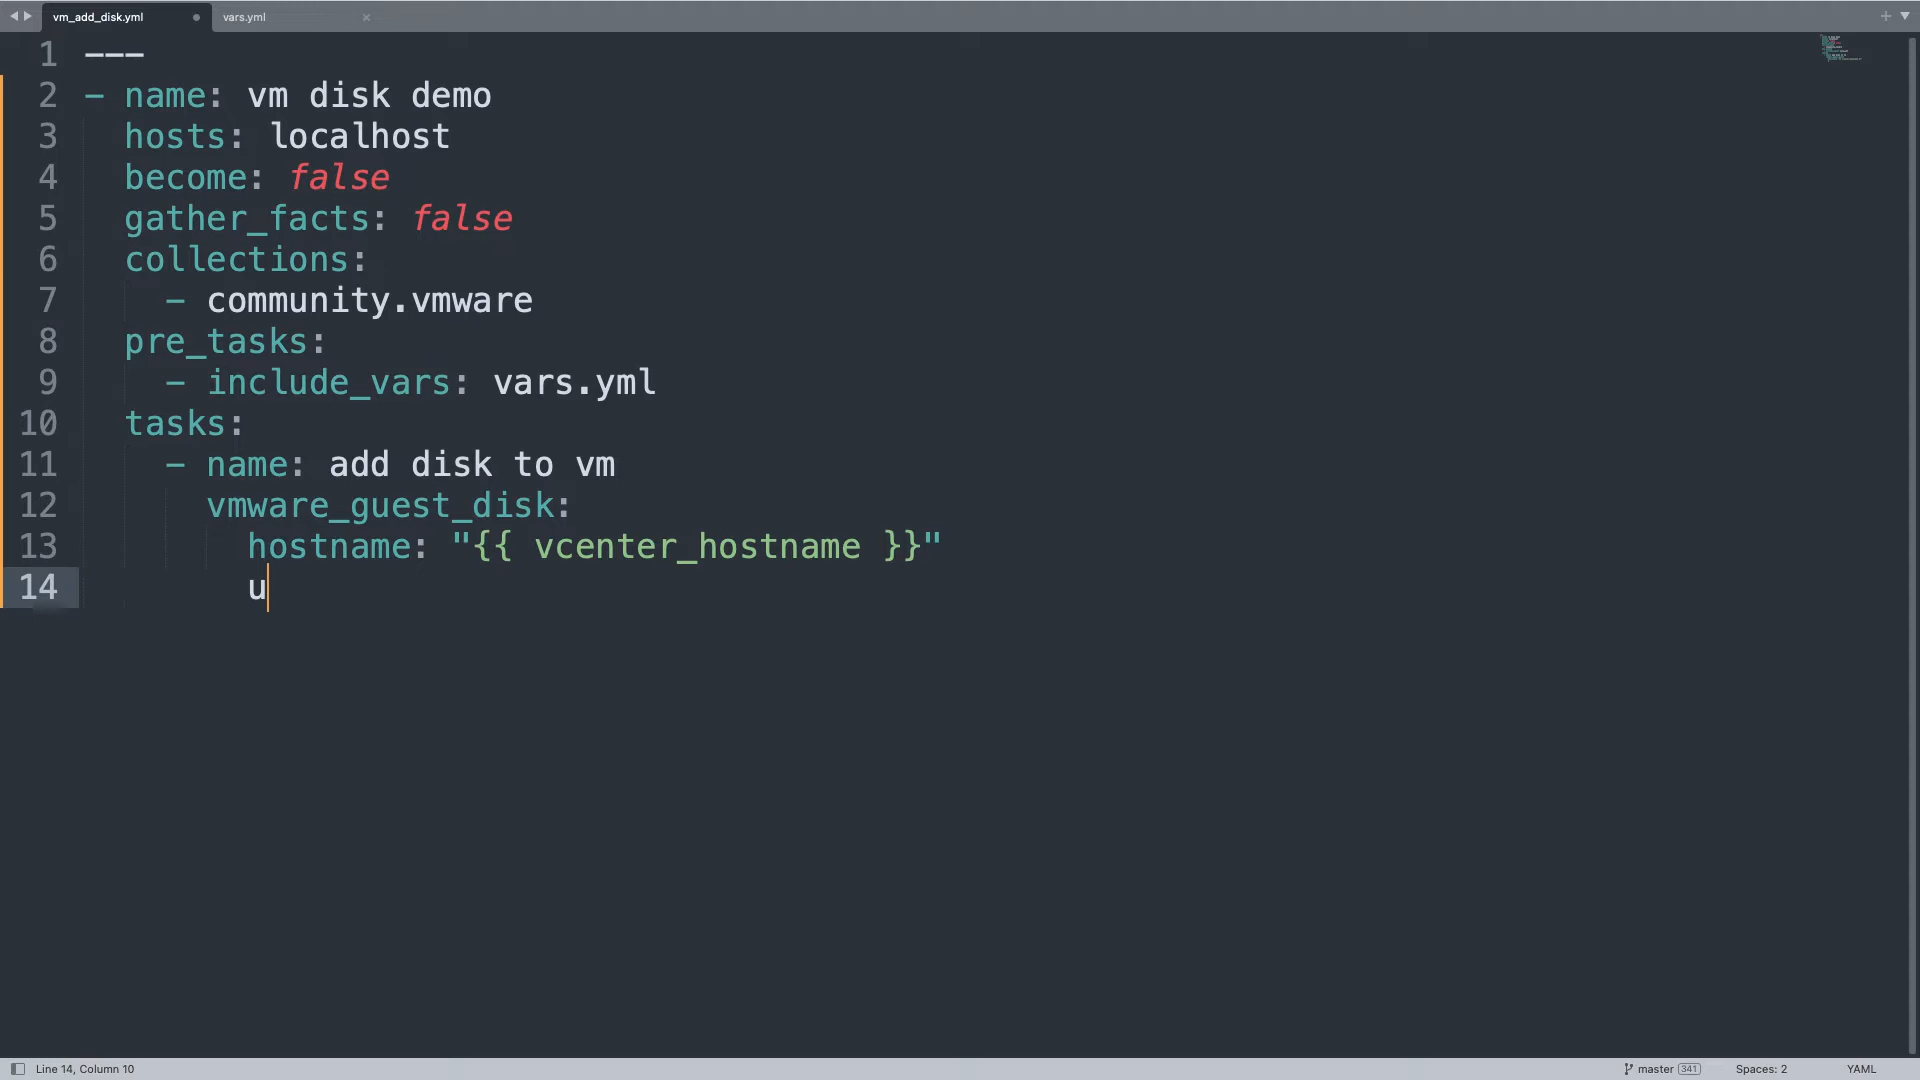 vm_add_disk.yml
vars.yml
1 ---
2 - name: vm disk demo
3 hosts: localhost
4 become: false
5 gather_facts: false
6 collections:
7 - community.vmware
8 pre_tasks:
9 - include_vars: vars.yml
10 tasks:
11 - name: add disk to vm
12 vmware_guest_disk:
13 hostname: "{{ vcenter_hostname }}"
14 u
Line 14, Column 10
master 341
Spaces: 2
YAML